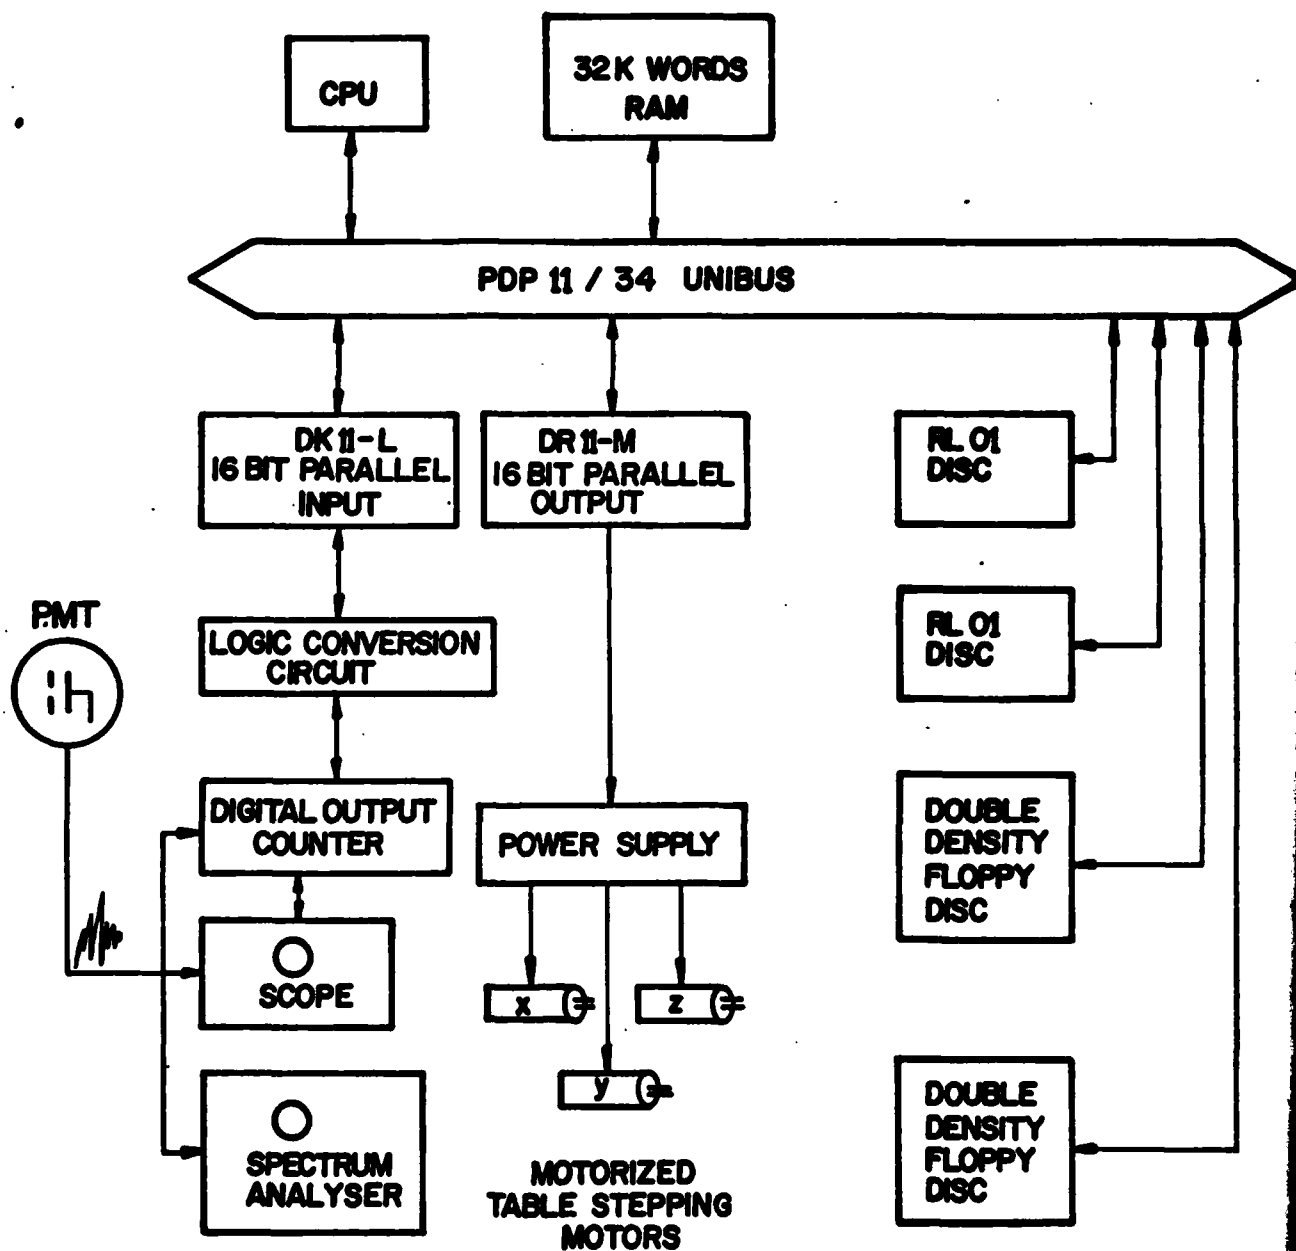 CPU
32K WORDS
RAM
PDP 11 / 34 UNIBUS
DK 11-L
16 BIT PARALLEL
INPUT
DR 11-M
16 BIT PARALLEL
OUTPUT
RL 01
DISC
RL 01
DISC
PMT
LOGIC CONVERSION
CIRCUIT
DIGITAL OUTPUT
COUNTER
POWER SUPPLY
DOUBLE
DENSITY
FLOPPY
DISC
SCOPE
x
z
y
SPECTRUM
ANALYSER
MOTORIZED
TABLE STEPPING
MOTORS
DOUBLE
DENSITY
FLOPPY
DISC